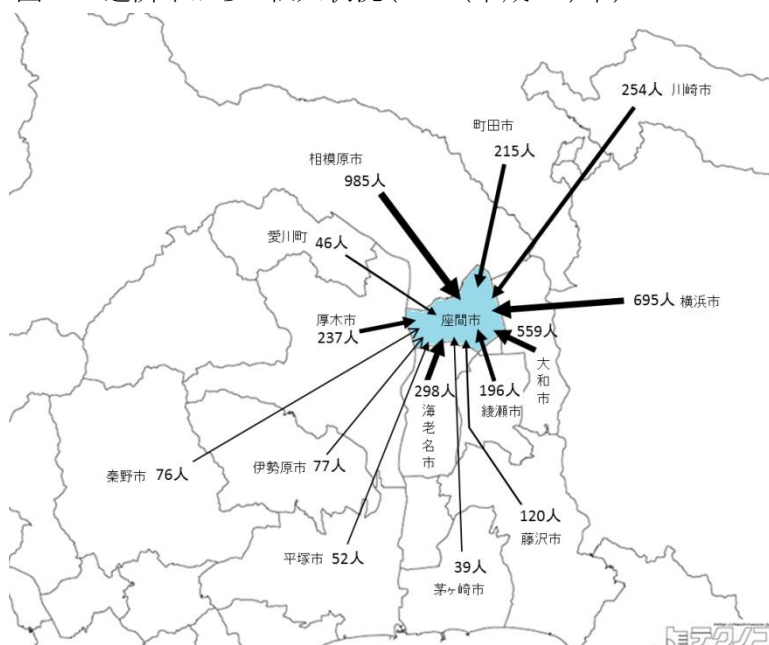 254人 川崎市
町田市
215人
相模原市
985人
愛川町
46人
695人 横浜市
座間市
厚木市
237人
559人
大和市
298人
海老名市
196人
綾瀬市
伊勢原市 77人
秦野市 76人
120人
藤沢市
平塚市 52人
39人
茅ヶ崎市